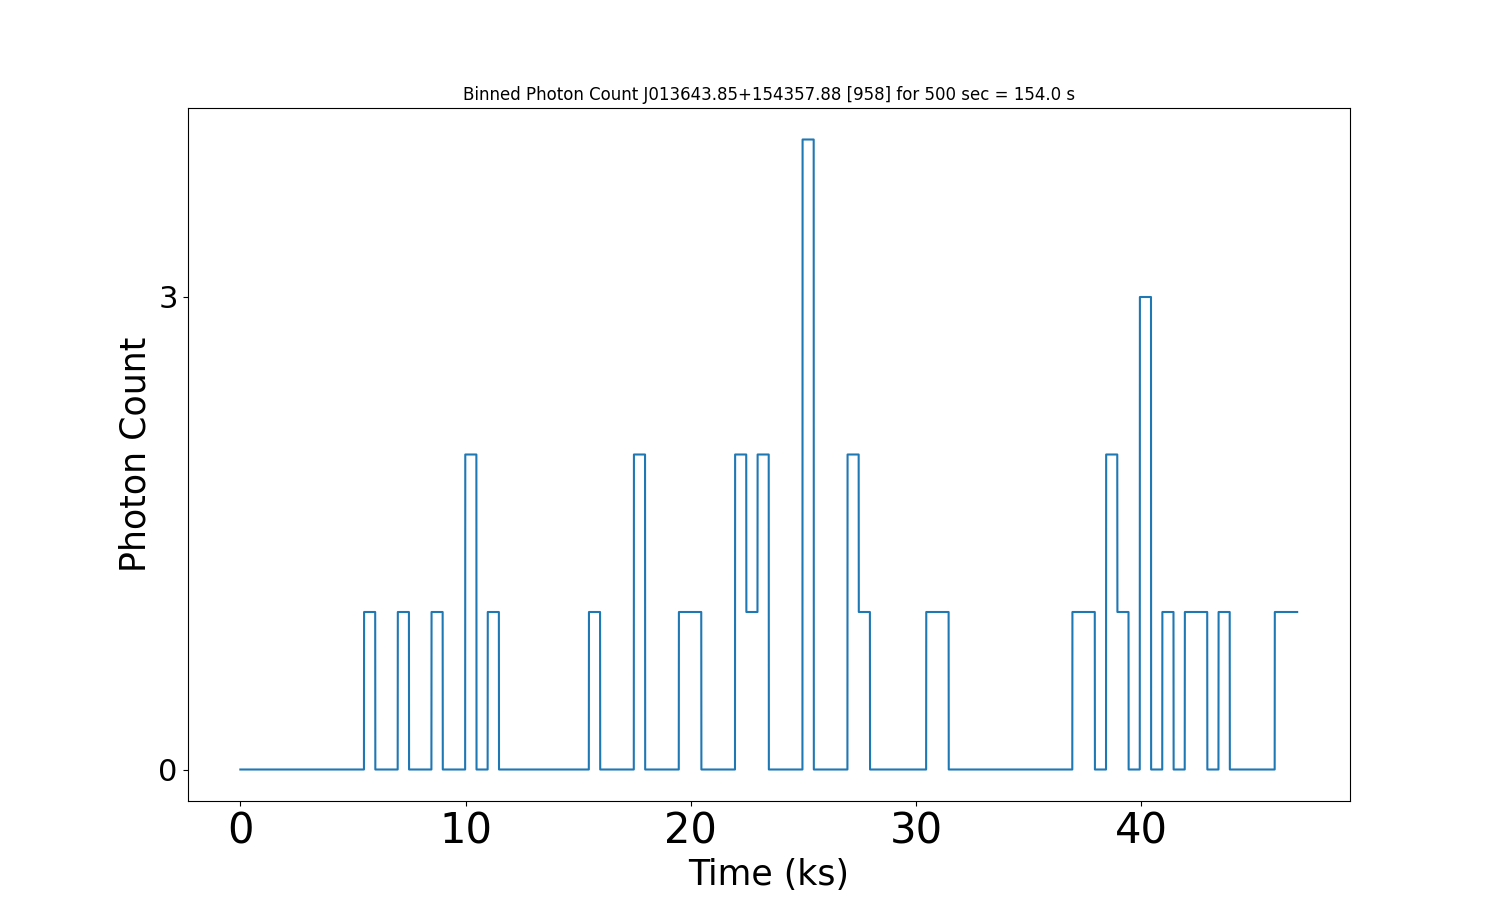 Binned Photon Count J013643.85+154357.88 [958] for 500 sec = 154.0 s
3
0
Photon Count
0 10 20 30 40
Time (ks)